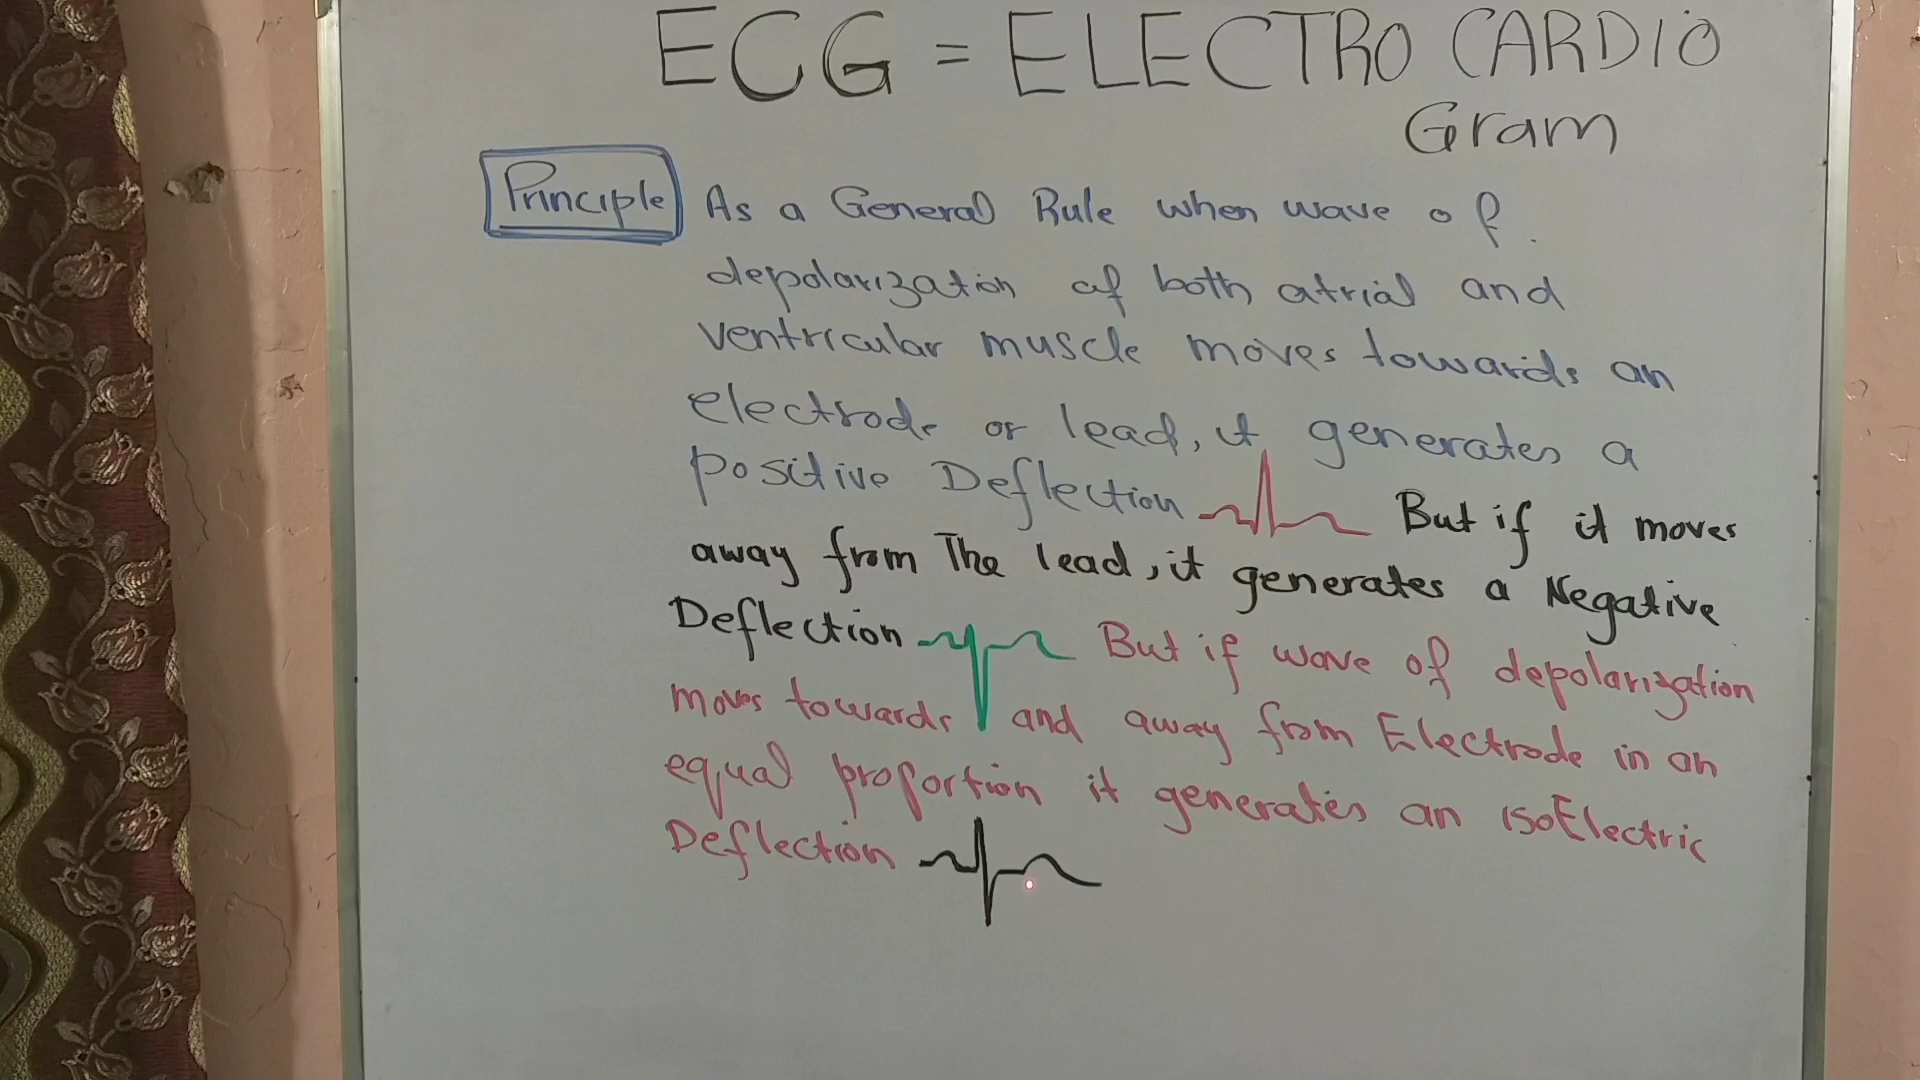 ECG = ELECTRO CARDIO
Gram
Principle As a General Rule when wave of
depolarization of both atrial and
ventricular muscle moves towards an
electrode or lead, it generates a
positive Deflection But if it moves
away from The lead, it generates a Negative
Deflection But if wave of depolarization
moves towards and away from Electrode in an
equal proportion it generates an isoElectric
Deflection